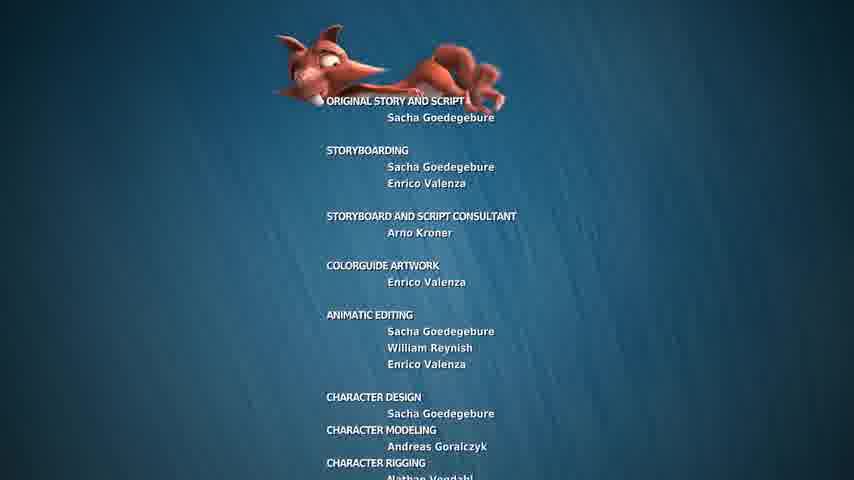 ORIGINAL STORY AND SCRIPT
Sacha Goedegebure
STORYBOARDING
Sacha Goedegebure
Enrico Valenza
STORYBOARD AND SCRIPT CONSULTANT
Arno Kroner
COLORGUIDE ARTWORK
Enrico Valenza
ANIMATIC EDITING
Sacha Goedegebure
William Reynish
Enrico Valenza
CHARACTER DESIGN
Sacha Goedegebure
CHARACTER MODELING
Andreas Goralczyk
CHARACTER RIGGING